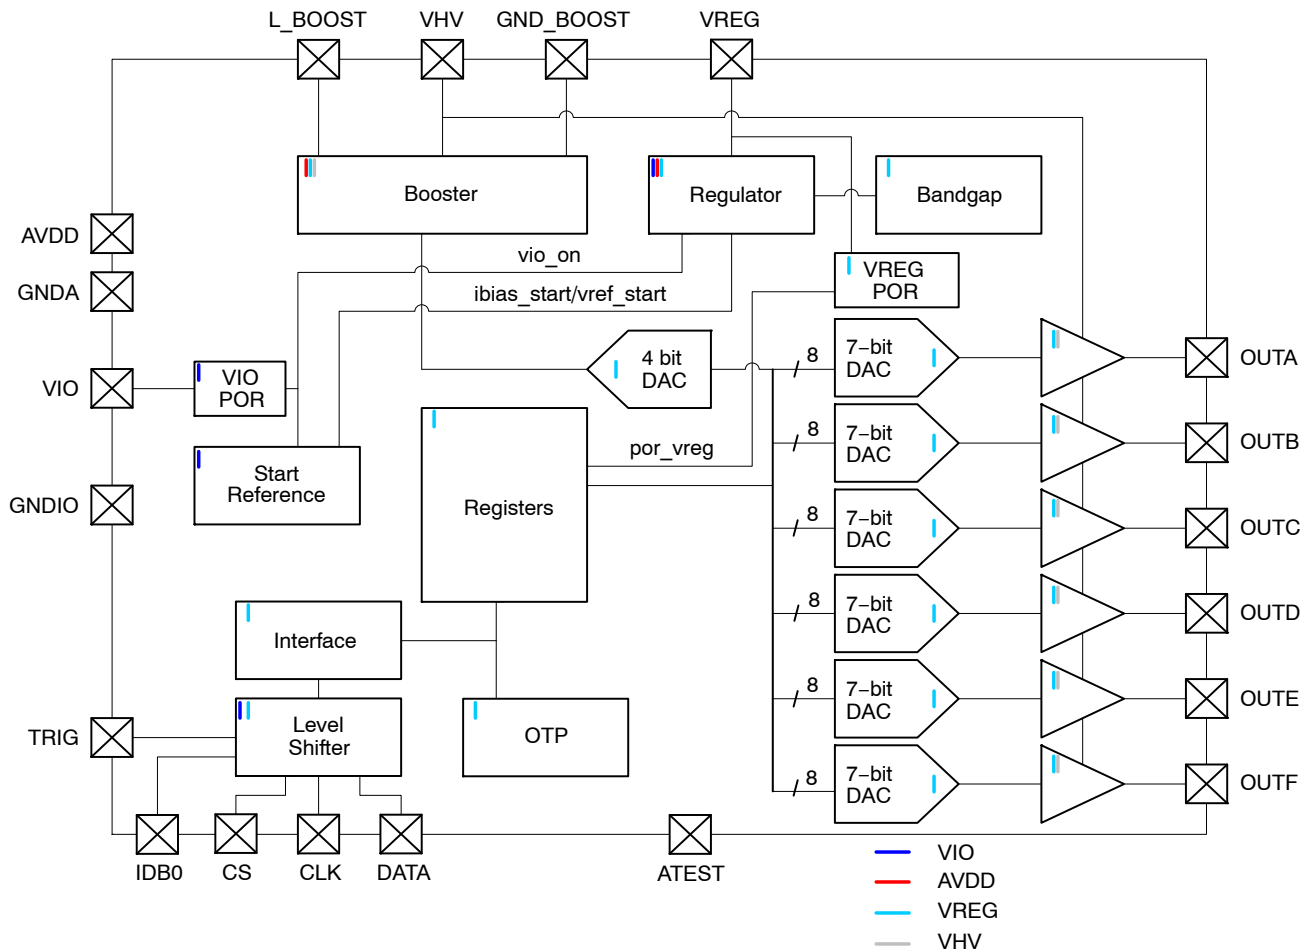 L_BOOST VHV GND_BOOST VREG
Booster
Regulator
Bandgap
AVDD
GNDA
vio_on
VREG
POR
ibias_start/vref_start
VIO
VIO
POR
4 bit
DAC
8
7−bit
DAC
OUTA
Start
Reference
GNDIO
Registers
por_vreg
8
7−bit
DAC
OUTB
8
7−bit
DAC
OUTC
8
7−bit
DAC
OUTD
8
7−bit
DAC
OUTE
8
7−bit
DAC
OUTF
Interface
TRIG
Level
Shifter
OTP
IDB0 CS CLK DATA ATEST
VIO
AVDD
VREG
VHV